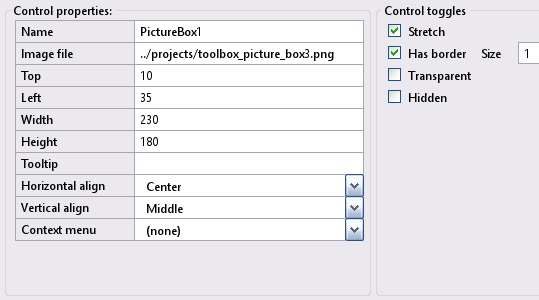 Control properties:
Name PictureBox1
Image file ../projects/toolbox_picture_box3.png
Top 10
Left 35
Width 230
Height 180
Tooltip
Horizontal align Center
Vertical align Middle
Context menu (none)
Control toggles
Stretch
Has border Size 1
Transparent
Hidden